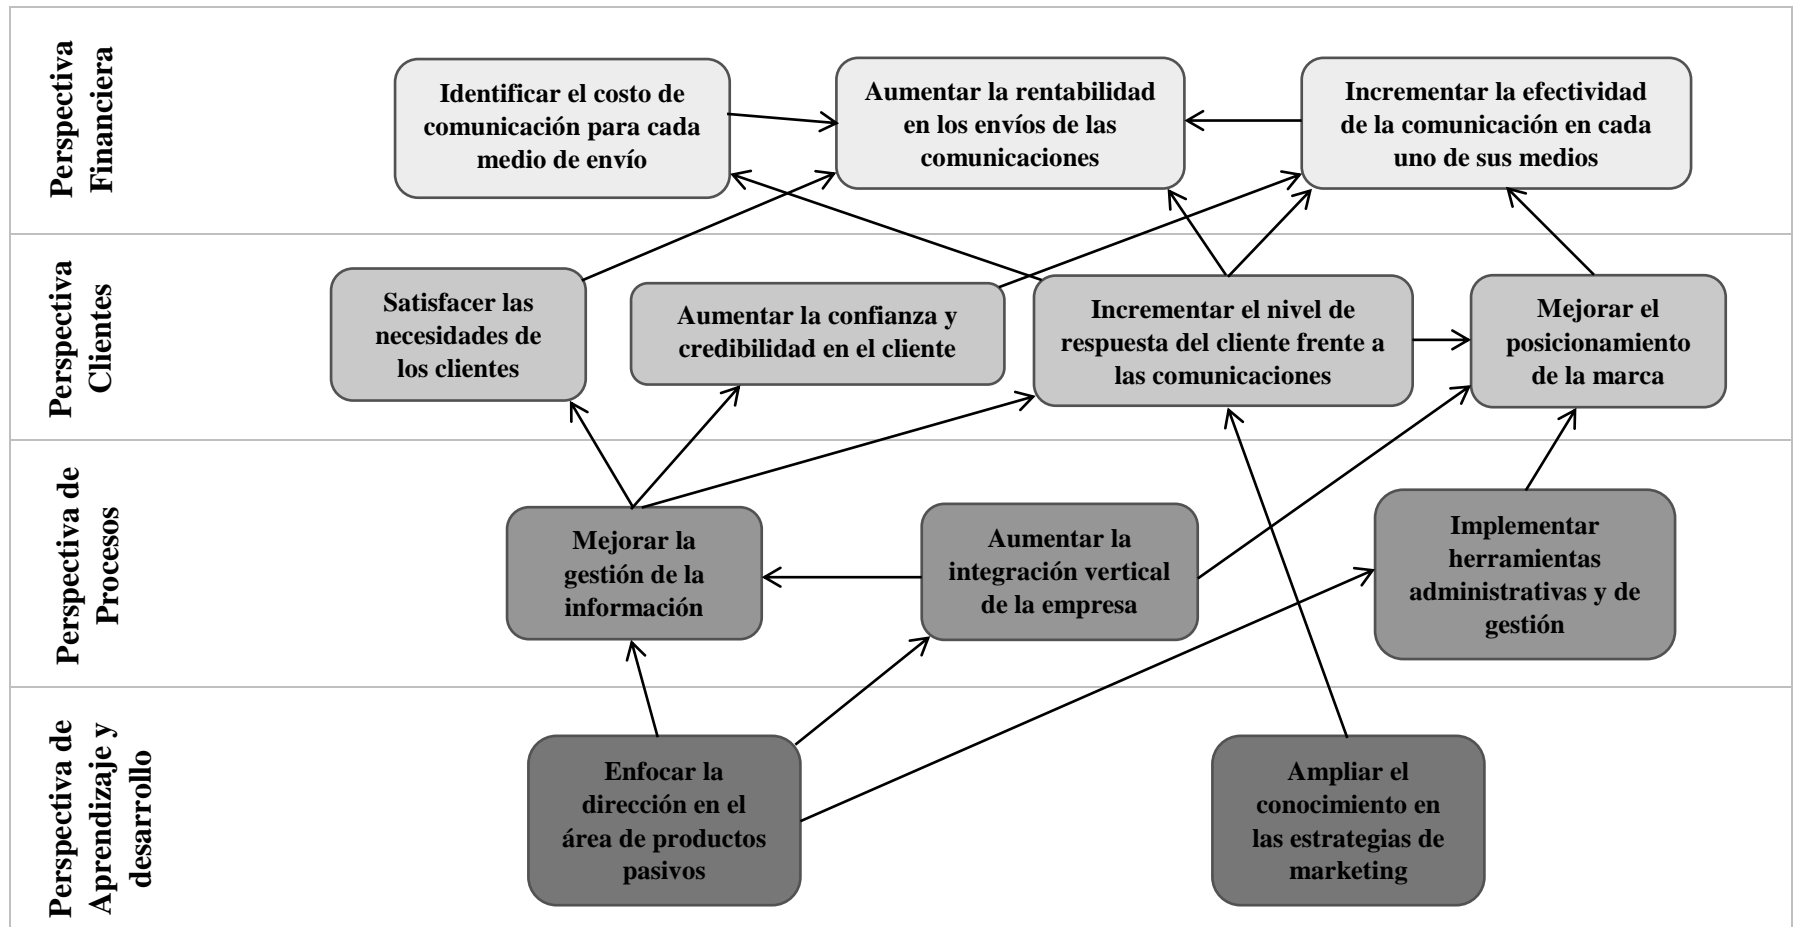 Perspectiva
Financiera
Identificar el costo de
comunicación para cada
medio de envío
Aumentar la rentabilidad
en los envíos de las
comunicaciones
Incrementar la efectividad
de la comunicación en cada
uno de sus medios
Perspectiva
Clientes
Satisfacer las
necesidades de
los clientes
Aumentar la confianza y
credibilidad en el cliente
Incrementar el nivel de
respuesta del cliente frente a
las comunicaciones
Mejorar el
posicionamiento
de la marca
Perspectiva de
Procesos
Mejorar la
gestión de la
información
Aumentar la
integración vertical
de la empresa
Implementar
herramientas
administrativas y de
gestión
Perspectiva de
Aprendizaje y
desarrollo
Enfocar la
dirección en el
área de productos
pasivos
Ampliar el
conocimiento en
las estrategias de
marketing